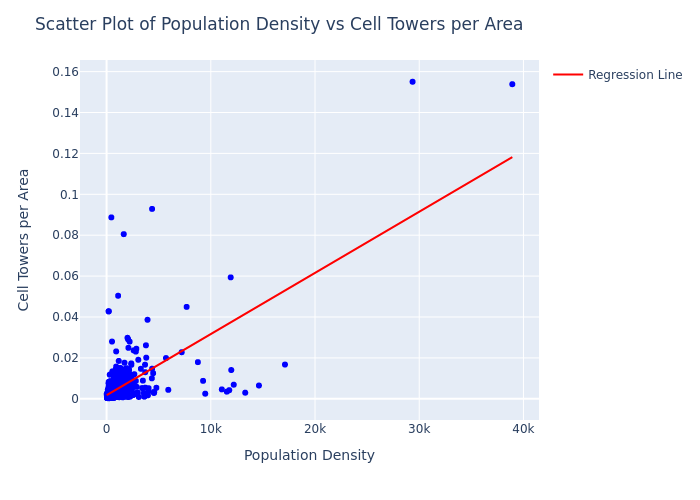 Scatter Plot of Population Density vs Cell Towers per Area
Regression Line
Cell Towers per Area
0.16
0.14
0.12
0.1
0.08
0.06
0.04
0.02
0
0 10k 20k 30k 40k
Population Density